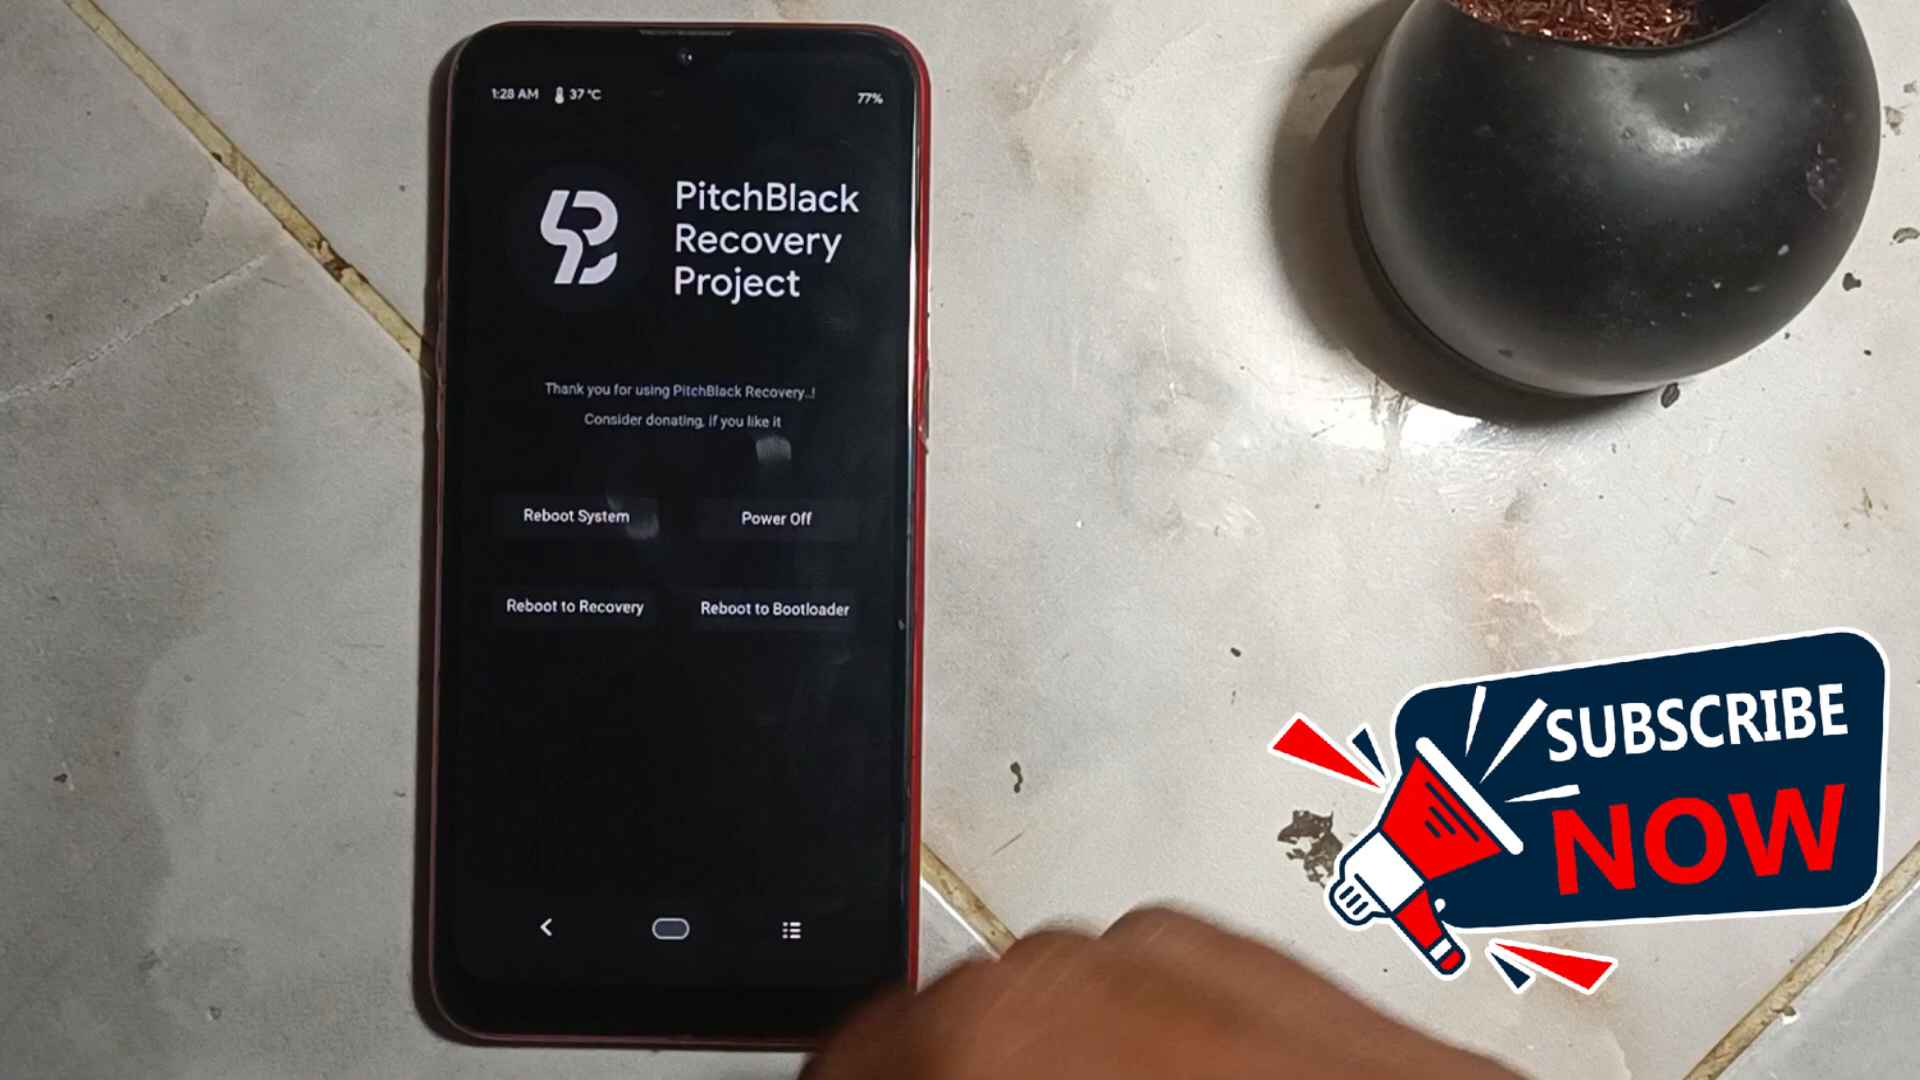 1:28 AM 37 °C 77%
PitchBlack
Recovery
Project
Thank you for using PitchBlack Recovery..!
Consider donating, if you like it
Reboot System
Power Off
Reboot to Recovery
Reboot to Bootloader
SUBSCRIBE
NOW